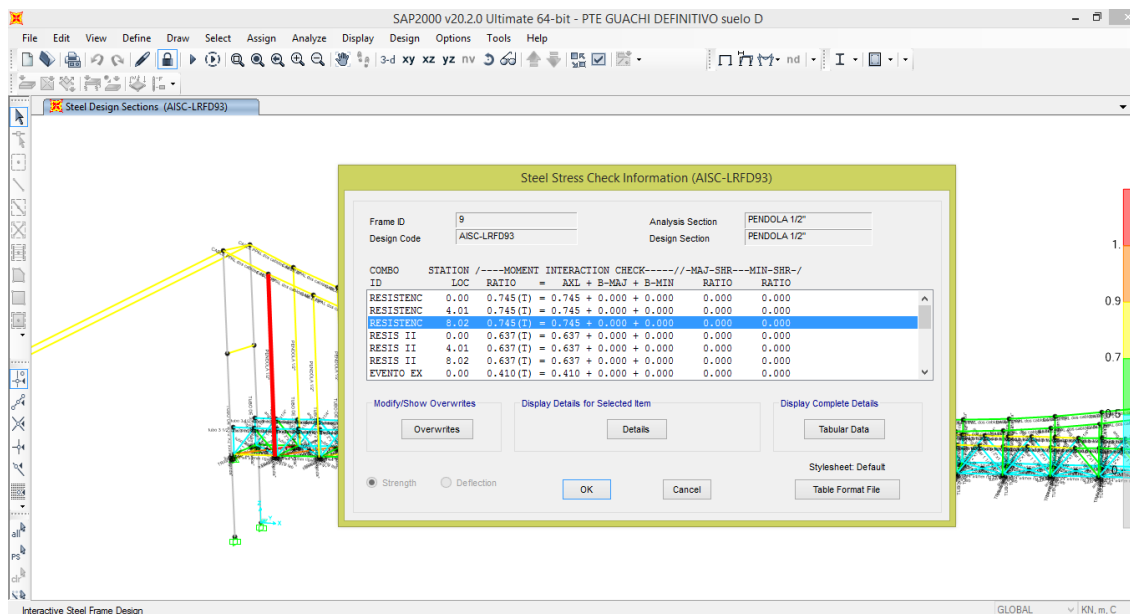 SAP2000 v20.2.0 Ultimate 64-bit - PTE GUACHI DEFINITIVO suelo D
File Edit View Define Draw Select Assign Analyze Display Design Options Tools Help
3-d xy xz yz nv nd
Steel Design Sections (AISC-LRFD93)
Steel Stress Check Information (AISC-LRFD93)
Frame ID 9 Analysis Section PENDOLA 1/2"
Design Code AISC-LRFD93 Design Section PENDOLA 1/2"
COMBO STATION /----MOMENT INTERACTION CHECK-----//-MAJ-SHR---MIN-SHR-/
ID LOC RATIO = AXL + B-MAJ + B-MIN RATIO RATIO
RESISTENC 0.00 0.745(T) = 0.745 + 0.000 + 0.000 0.000 0.000
RESISTENC 4.01 0.745(T) = 0.745 + 0.000 + 0.000 0.000 0.000
RESISTENC 8.02 0.745(T) = 0.745 + 0.000 + 0.000 0.000 0.000
RESIS II 0.00 0.637(T) = 0.637 + 0.000 + 0.000 0.000 0.000
RESIS II 4.01 0.637(T) = 0.637 + 0.000 + 0.000 0.000 0.000
RESIS II 8.02 0.637(T) = 0.637 + 0.000 + 0.000 0.000 0.000
EVENTO EX 0.00 0.410(T) = 0.410 + 0.000 + 0.000 0.000 0.000
Modify/Show Overwrites Display Details for Selected Item Display Complete Details
Overwrites Details Tabular Data
Stylesheet: Default
Strength Deflection OK Cancel Table Format File
1.
0.9
0.7
0.5
0.
all
PS
clr
Interactive Steel Frame Design GLOBAL KN, m, C